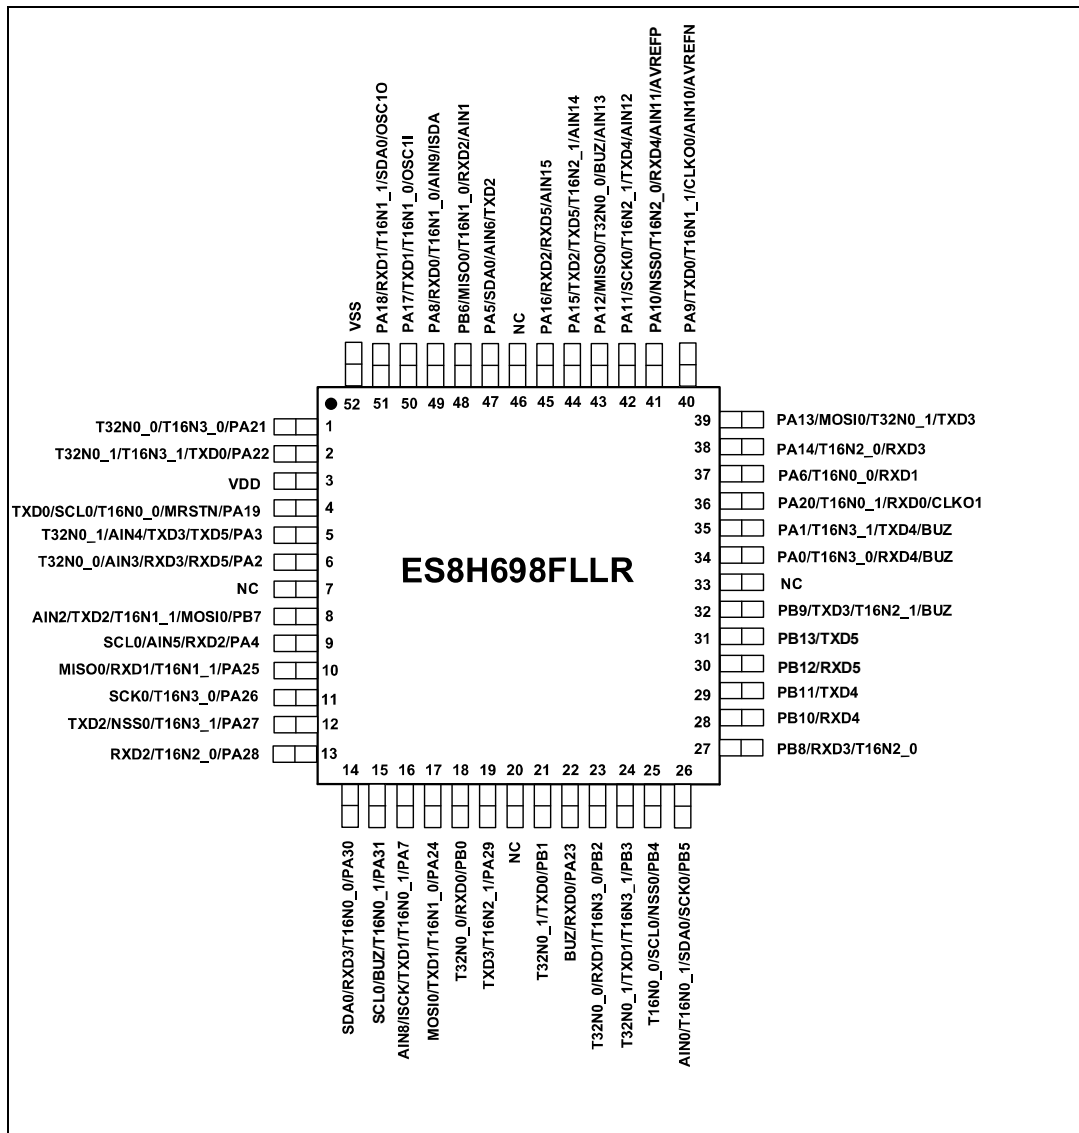 PA18/RXD1/T16N1_1/SDA0/OSC1O
PA17/TXD1/T16N1_0/OSC1I
PA8/RXD0/T16N1_0/AIN9/ISDA
PB6/MISO0/T16N1_0/RXD2/AIN1
PA5/SDA0/AIN6/TXD2
NC
PA16/RXD2/RXD5/AIN15
PA15/TXD2/TXD5/T16N2_1/AIN14
PA12/MISO0/T32N0_0/BUZ/AIN13
PA11/SCK0/T16N2_1/TXD4/AIN12
PA10/NSS0/T16N2_0/RXD4/AIN11/AVREFP
PA9/TXD0/T16N1_1/CLKO0/AIN10/AVREFN
VSS
52 51 50 49 48 47 46 45 44 43 42 41 40
T32N0_0/T16N3_0/PA21 1
T32N0_1/T16N3_1/TXD0/PA22 2
VDD 3
TXD0/SCL0/T16N0_0/MRSTN/PA19 4
T32N0_1/AIN4/TXD3/TXD5/PA3 5
T32N0_0/AIN3/RXD3/RXD5/PA2 6
NC 7
AIN2/TXD2/T16N1_1/MOSI0/PB7 8
SCL0/AIN5/RXD2/PA4 9
MISO0/RXD1/T16N1_1/PA25 10
SCK0/T16N3_0/PA26 11
TXD2/NSS0/T16N3_1/PA27 12
RXD2/T16N2_0/PA28 13
ES8H698FLLR
39 PA13/MOSI0/T32N0_1/TXD3
38 PA14/T16N2_0/RXD3
37 PA6/T16N0_0/RXD1
36 PA20/T16N0_1/RXD0/CLKO1
35 PA1/T16N3_1/TXD4/BUZ
34 PA0/T16N3_0/RXD4/BUZ
33 NC
32 PB9/TXD3/T16N2_1/BUZ
31 PB13/TXD5
30 PB12/RXD5
29 PB11/TXD4
28 PB10/RXD4
27 PB8/RXD3/T16N2_0
14 15 16 17 18 19 20 21 22 23 24 25 26
SDA0/RXD3/T16N0_0/PA30
SCL0/BUZ/T16N0_1/PA31
AIN8/ISCK/TXD1/T16N0_1/PA7
MOSI0/TXD1/T16N1_0/PA24
T32N0_0/RXD0/PB0
TXD3/T16N2_1/PA29
NC
T32N0_1/TXD0/PB1
BUZ/RXD0/PA23
T32N0_0/RXD1/T16N3_0/PB2
T32N0_1/TXD1/T16N3_1/PB3
T16N0_0/SCL0/NSS0/PB4
AIN0/T16N0_1/SDA0/SCK0/PB5